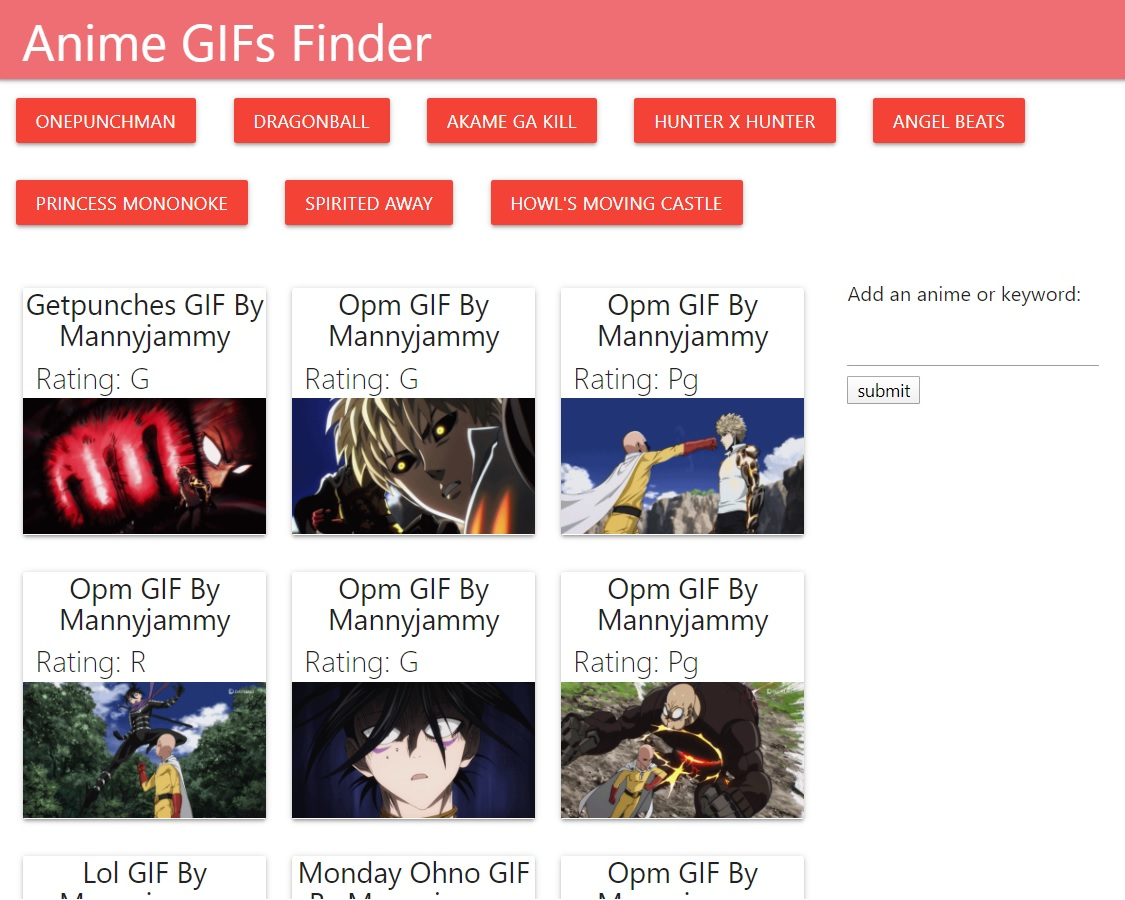 Anime GIFs Finder
ONEPUNCHMAN
DRAGONBALL
AKAME GA KILL
HUNTER X HUNTER
ANGEL BEATS
PRINCESS MONONOKE
SPIRITED AWAY
HOWL'S MOVING CASTLE
Getpunches GIF By
Mannyjammy
Rating: G
Opm GIF By
Mannyjammy
Rating: G
Opm GIF By
Mannyjammy
Rating: Pg
Add an anime or keyword:
submit
Opm GIF By
Mannyjammy
Rating: R
Opm GIF By
Mannyjammy
Rating: G
Opm GIF By
Mannyjammy
Rating: Pg
Lol GIF By
Monday Ohno GIF
Opm GIF By